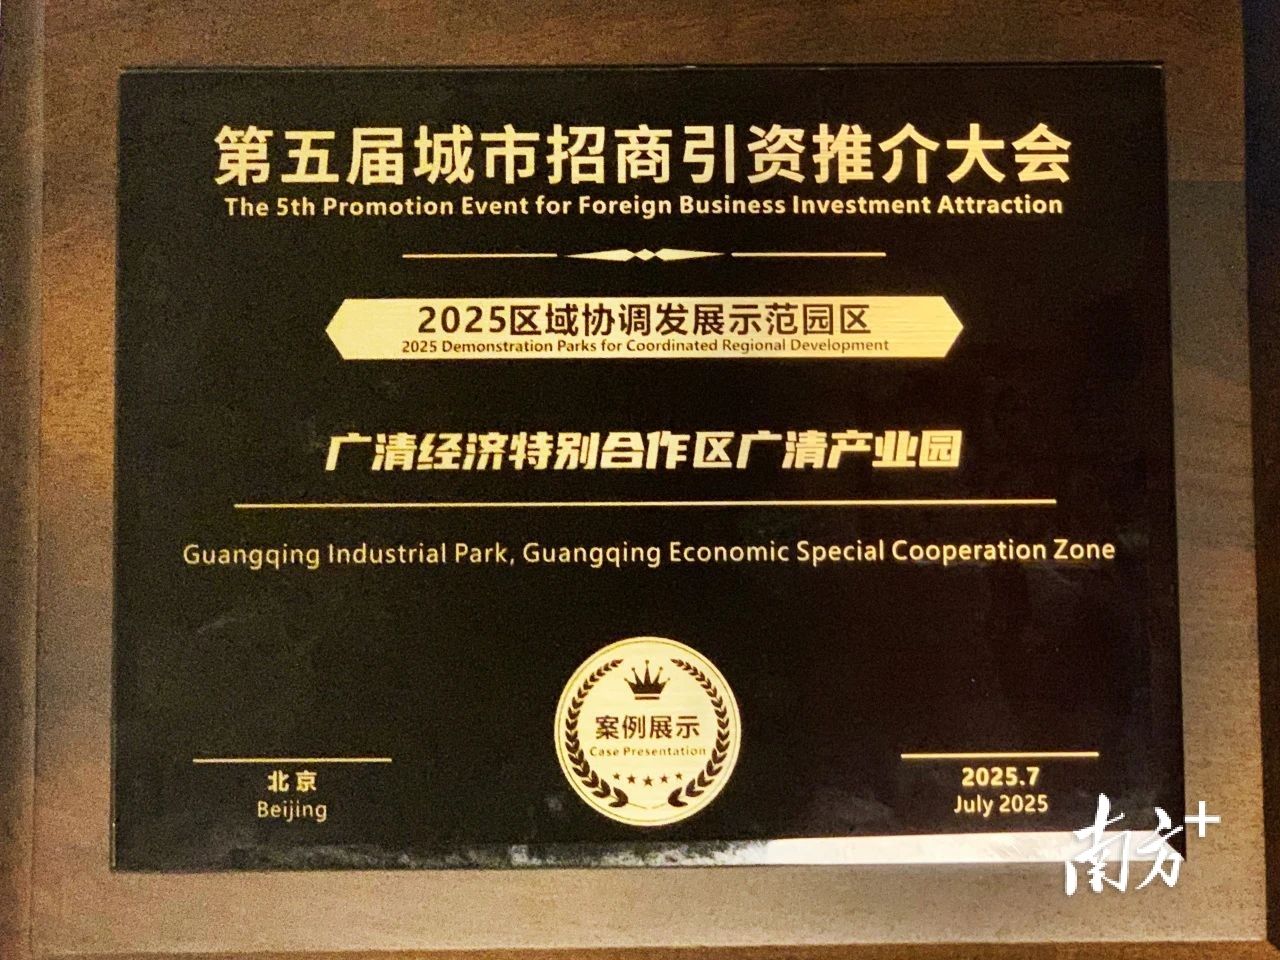 第五届城市招商引资推介大会
The 5th Promotion Event for Foreign Business Investment Attraction
2025区域协调发展示范园区
2025 Demonstration Parks for Coordinated Regional Development
广清经济特别合作区广清产业园
Guangqing Industrial Park, Guangqing Economic Special Cooperation Zone
案例展示
Case Presentation
北京
Beijing
2025.7
July 2025
南方+